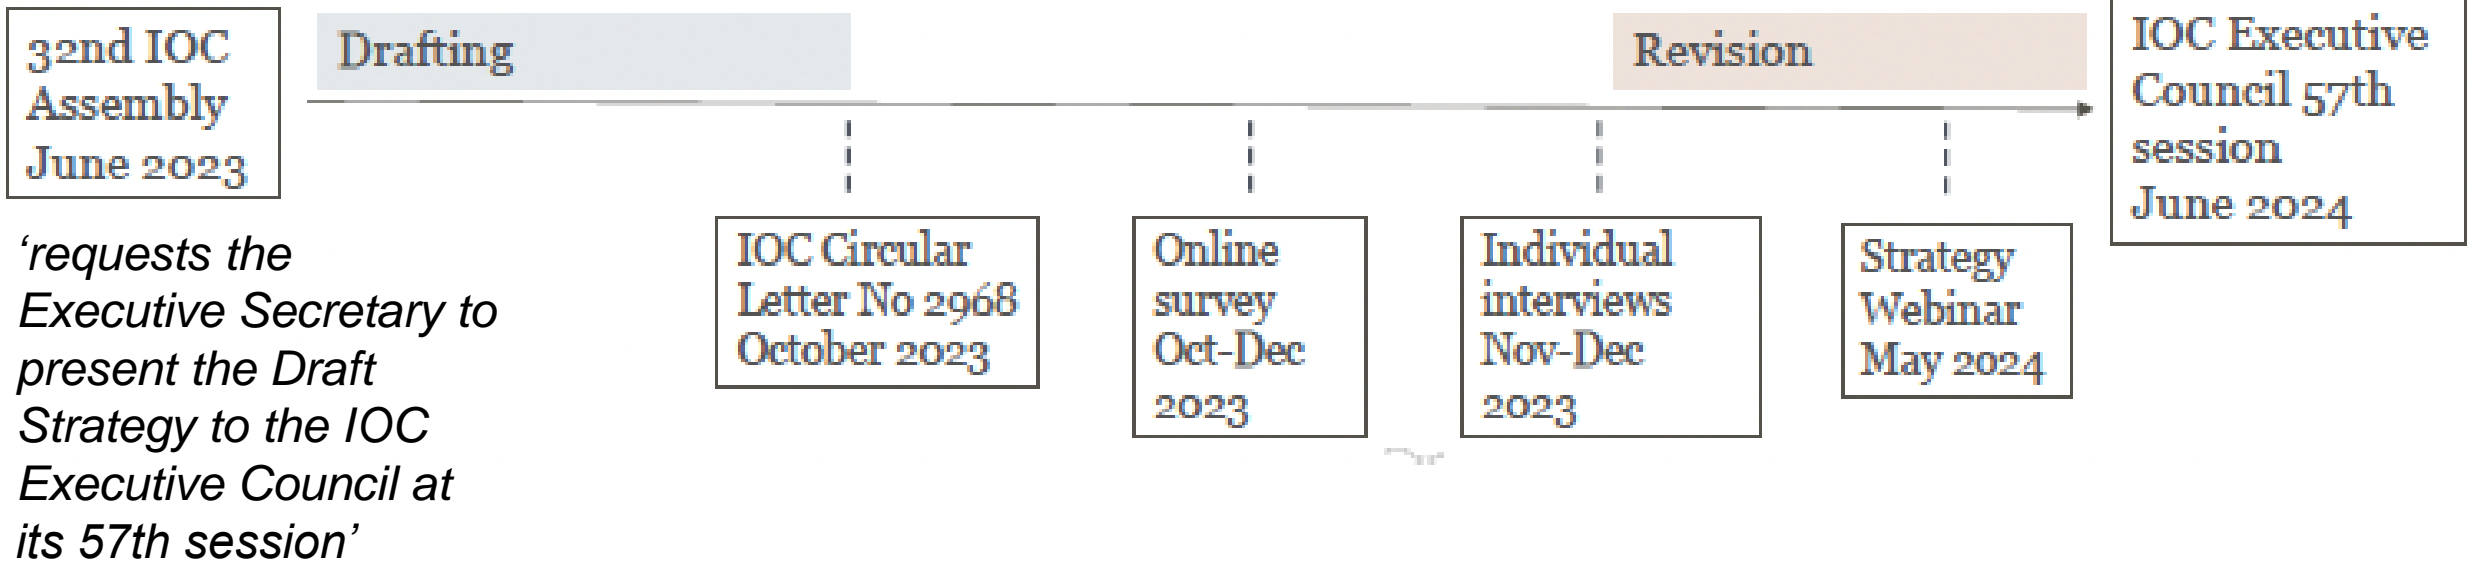 32nd IOC
Assembly
June 2023
‘requests the
Executive Secretary to
present the Draft
Strategy to the IOC
Executive Council at
its 57th session’
Drafting
Revision
IOC Circular
Letter No 2968
October 2023
Online
survey
Oct-Dec
2023
Individual
interviews
Nov-Dec
2023
Strategy
Webinar
May 2024
IOC Executive
Council 57th
session
June 2024